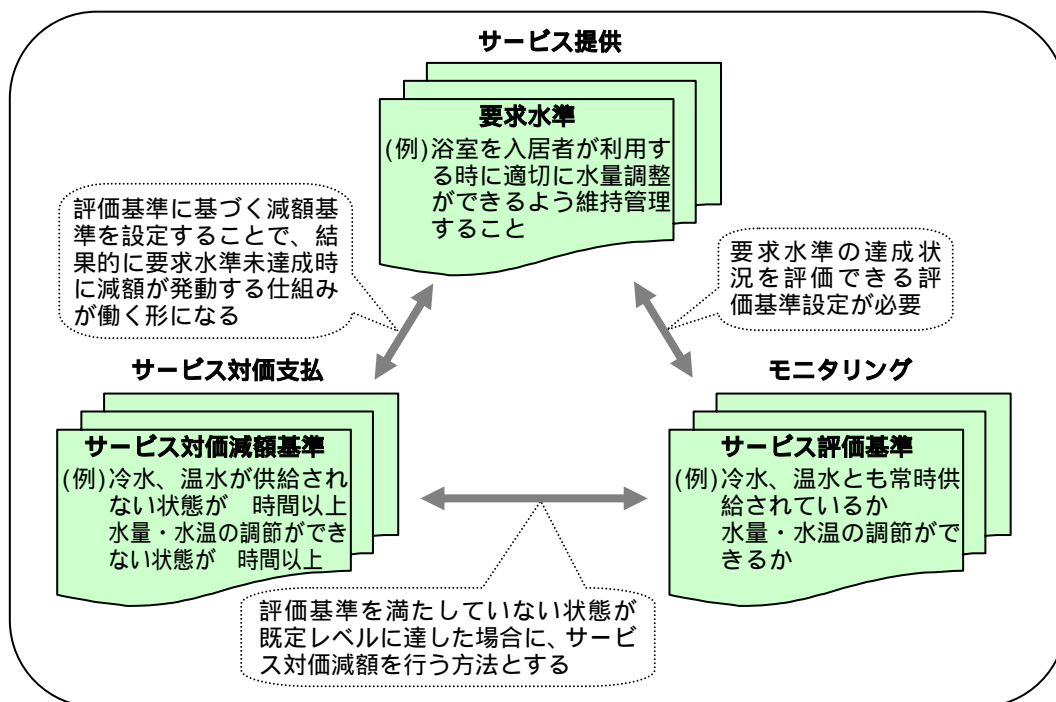 サービス提供
要求水準
(例)浴室を入居者が利用す
る時に適切に水量調整
ができるよう維持管理
すること
評価基準に基づく減額基
準を設定することで、結
果的に要求水準未達成時
に減額が発動する仕組み
が働く形になる
要求水準の達成状
況を評価できる評
価基準設定が必要
サービス対価支払
サービス対価減額基準
(例)冷水、温水が供給され
ない状態が　時間以上
水量・水温の調節ができ
ない状態が　時間以上
モニタリング
サービス評価基準
(例)冷水、温水とも常時供
給されているか
水量・水温の調節がで
きるか
評価基準を満たしていない状態が
既定レベルに達した場合に、サービ
ス対価減額を行う方法とする